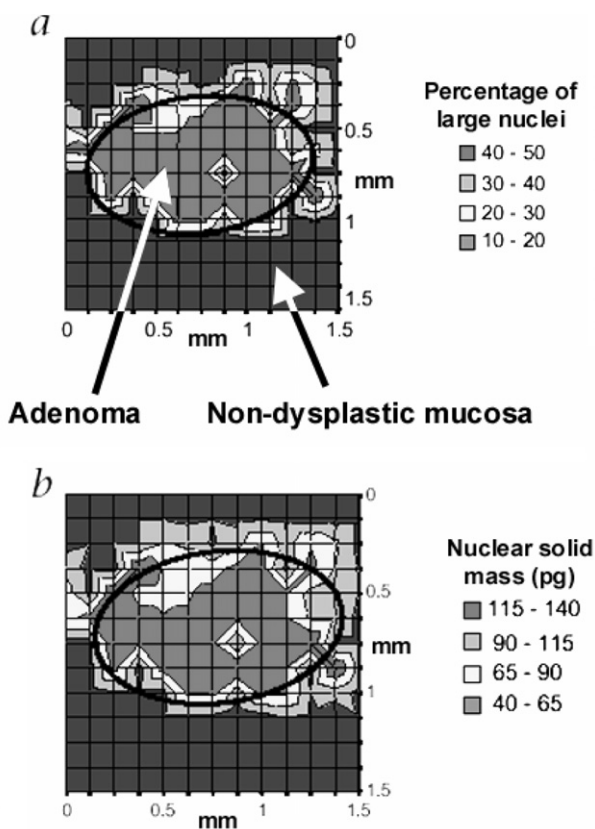 a
0
0.5
mm
1
1.5
0 0.5 1 1.5
mm
Percentage of
large nuclei
40 - 50
30 - 40
20 - 30
10 - 20
Adenoma
Non-dysplastic mucosa
b
0
0.5
mm
1
1.5
0 0.5 1 1.5
mm
Nuclear solid
mass (pg)
115 - 140
90 - 115
65 - 90
40 - 65